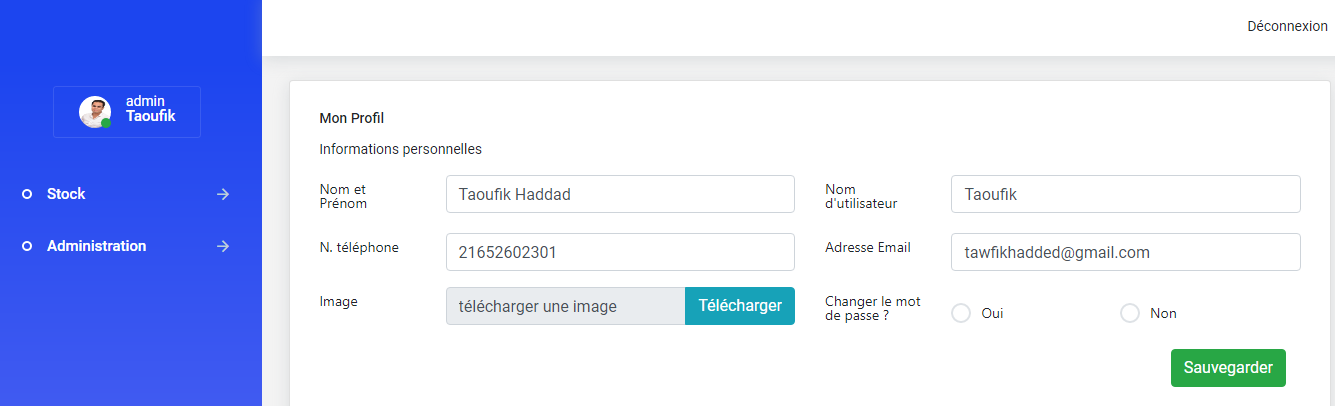 Déconnexion
admin
Taoufik
Stock
Administration
Mon Profil
Informations personnelles
Nom et
Prénom
Taoufik Haddad
Nom
d'utilisateur
Taoufik
N. téléphone
21652602301
Adresse Email
tawfikhadded@gmail.com
Image
télécharger une image
Télécharger
Changer le mot
de passe ?
Oui
Non
Sauvegarder